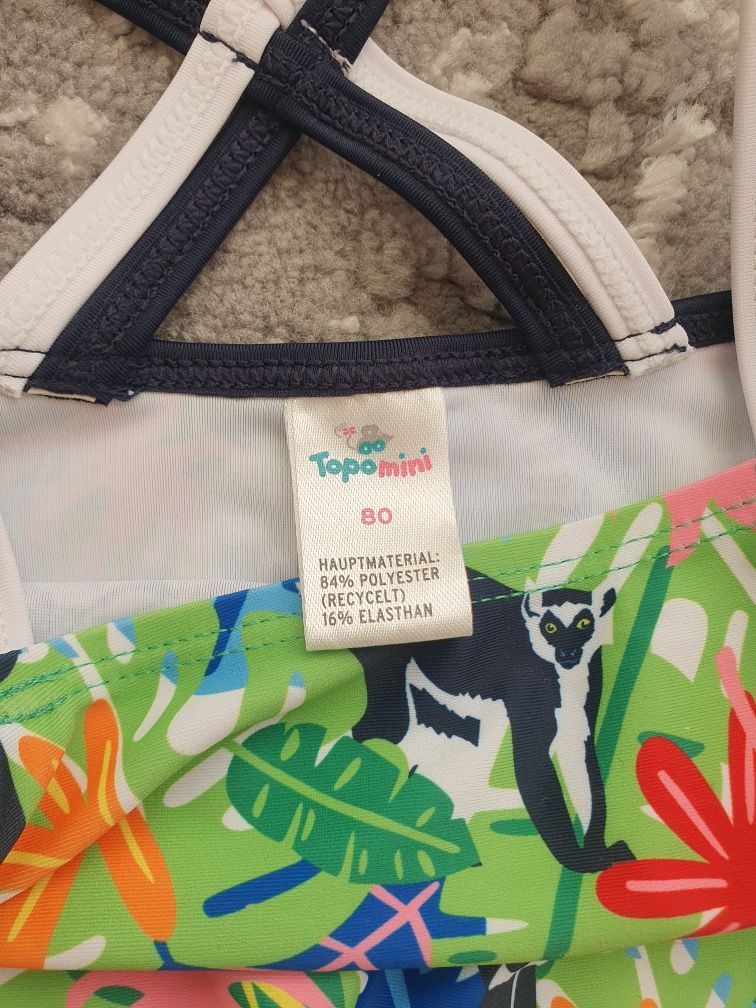 Topomini
80
HAUPTMATERIAL:
84% POLYESTER
(RECYCELT)
16% ELASTHAN